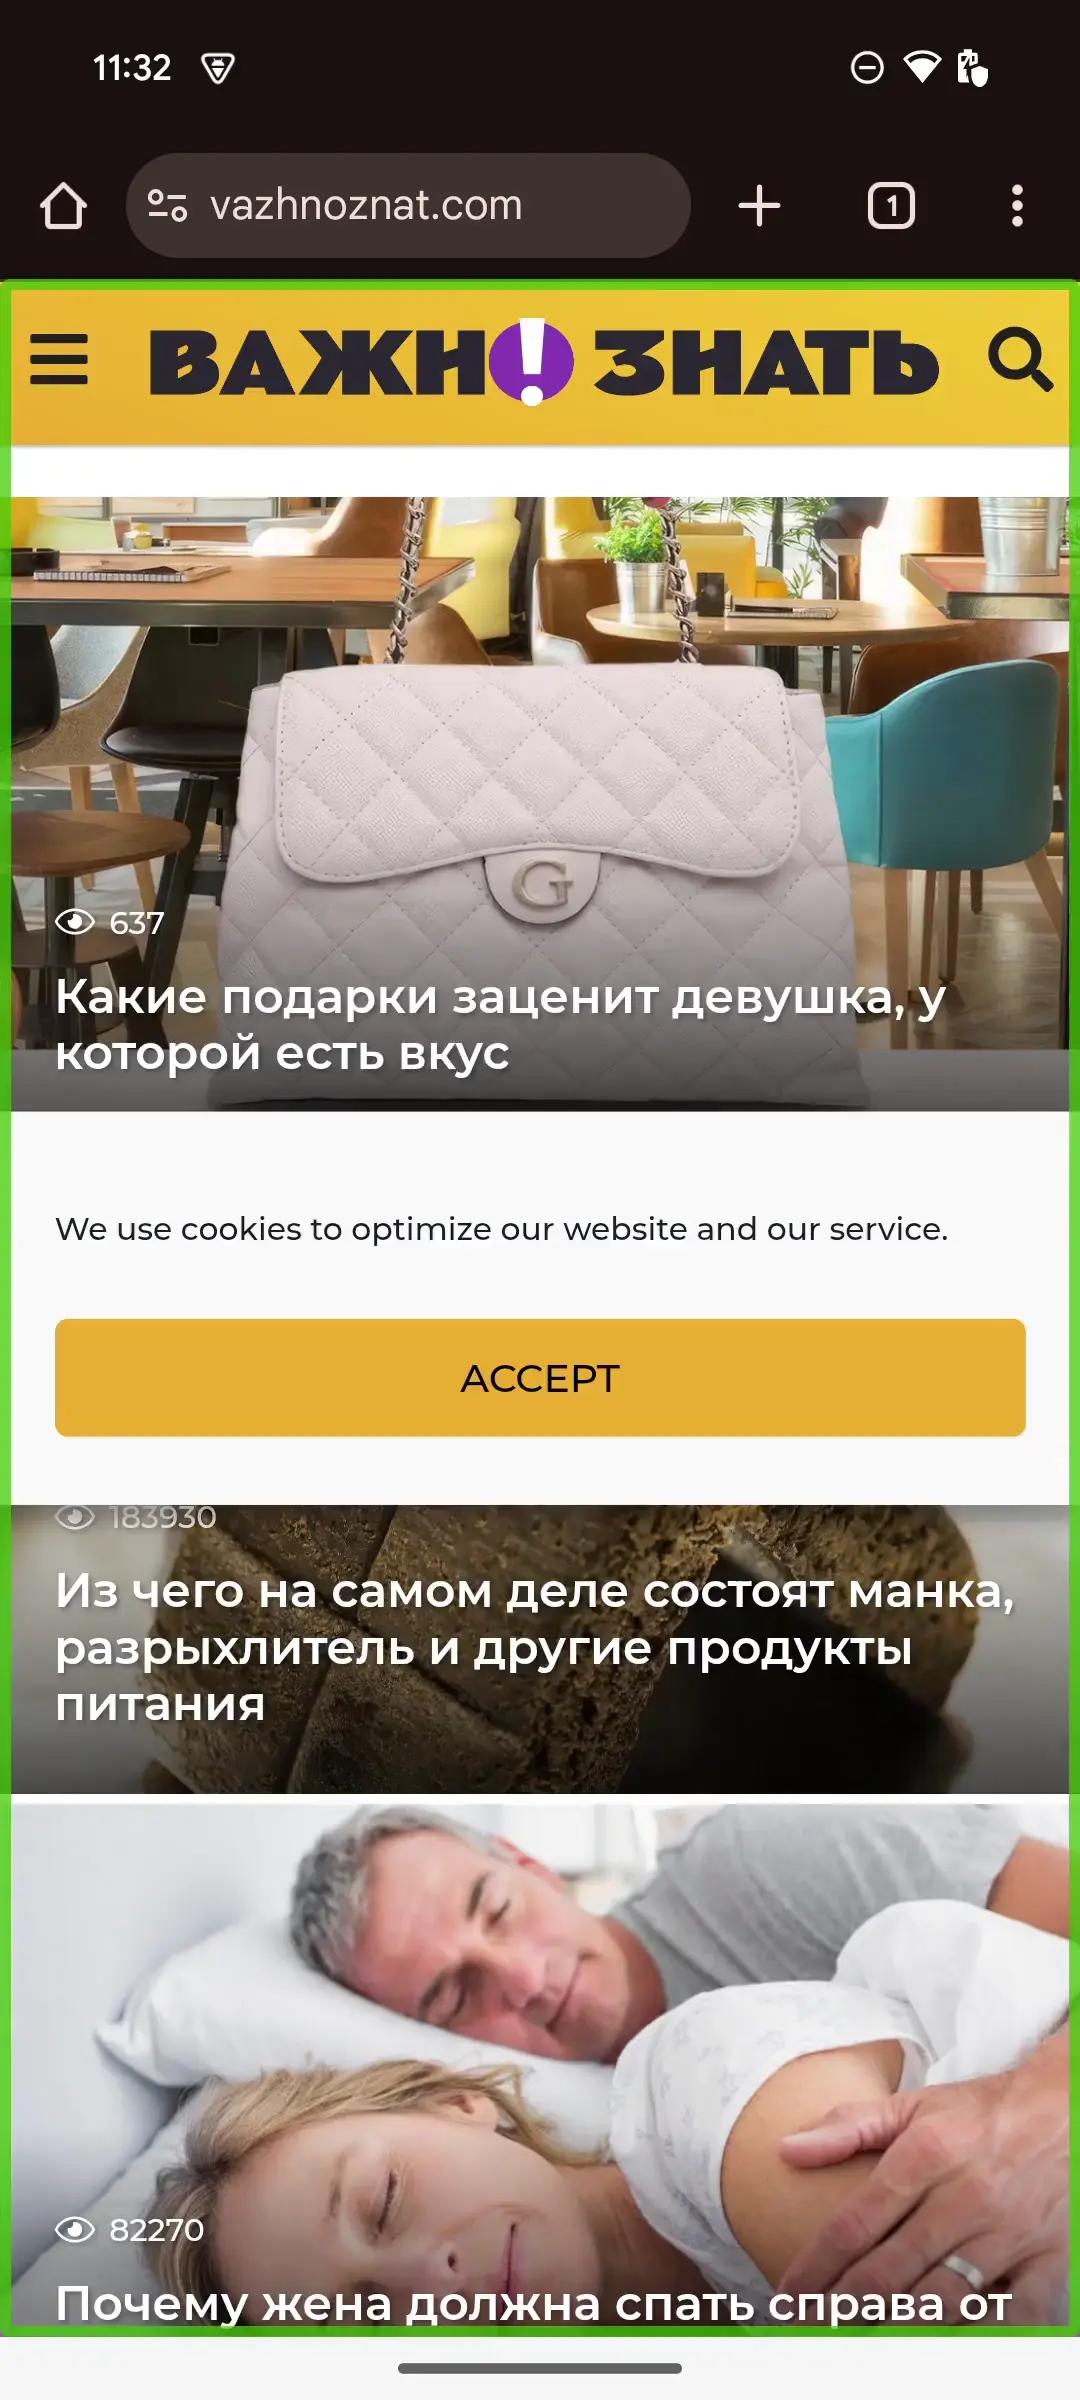 11:32
vazhnoznat.com
1
ВАЖН!ЗНАТЬ
G
637
Какие подарки заценит девушка, у
которой есть вкус
We use cookies to optimize our website and our service.
ACCEPT
183930
Из чего на самом деле состоят манка,
разрыхлитель и другие продукты
питания
82270
Почему жена должна спать справа от